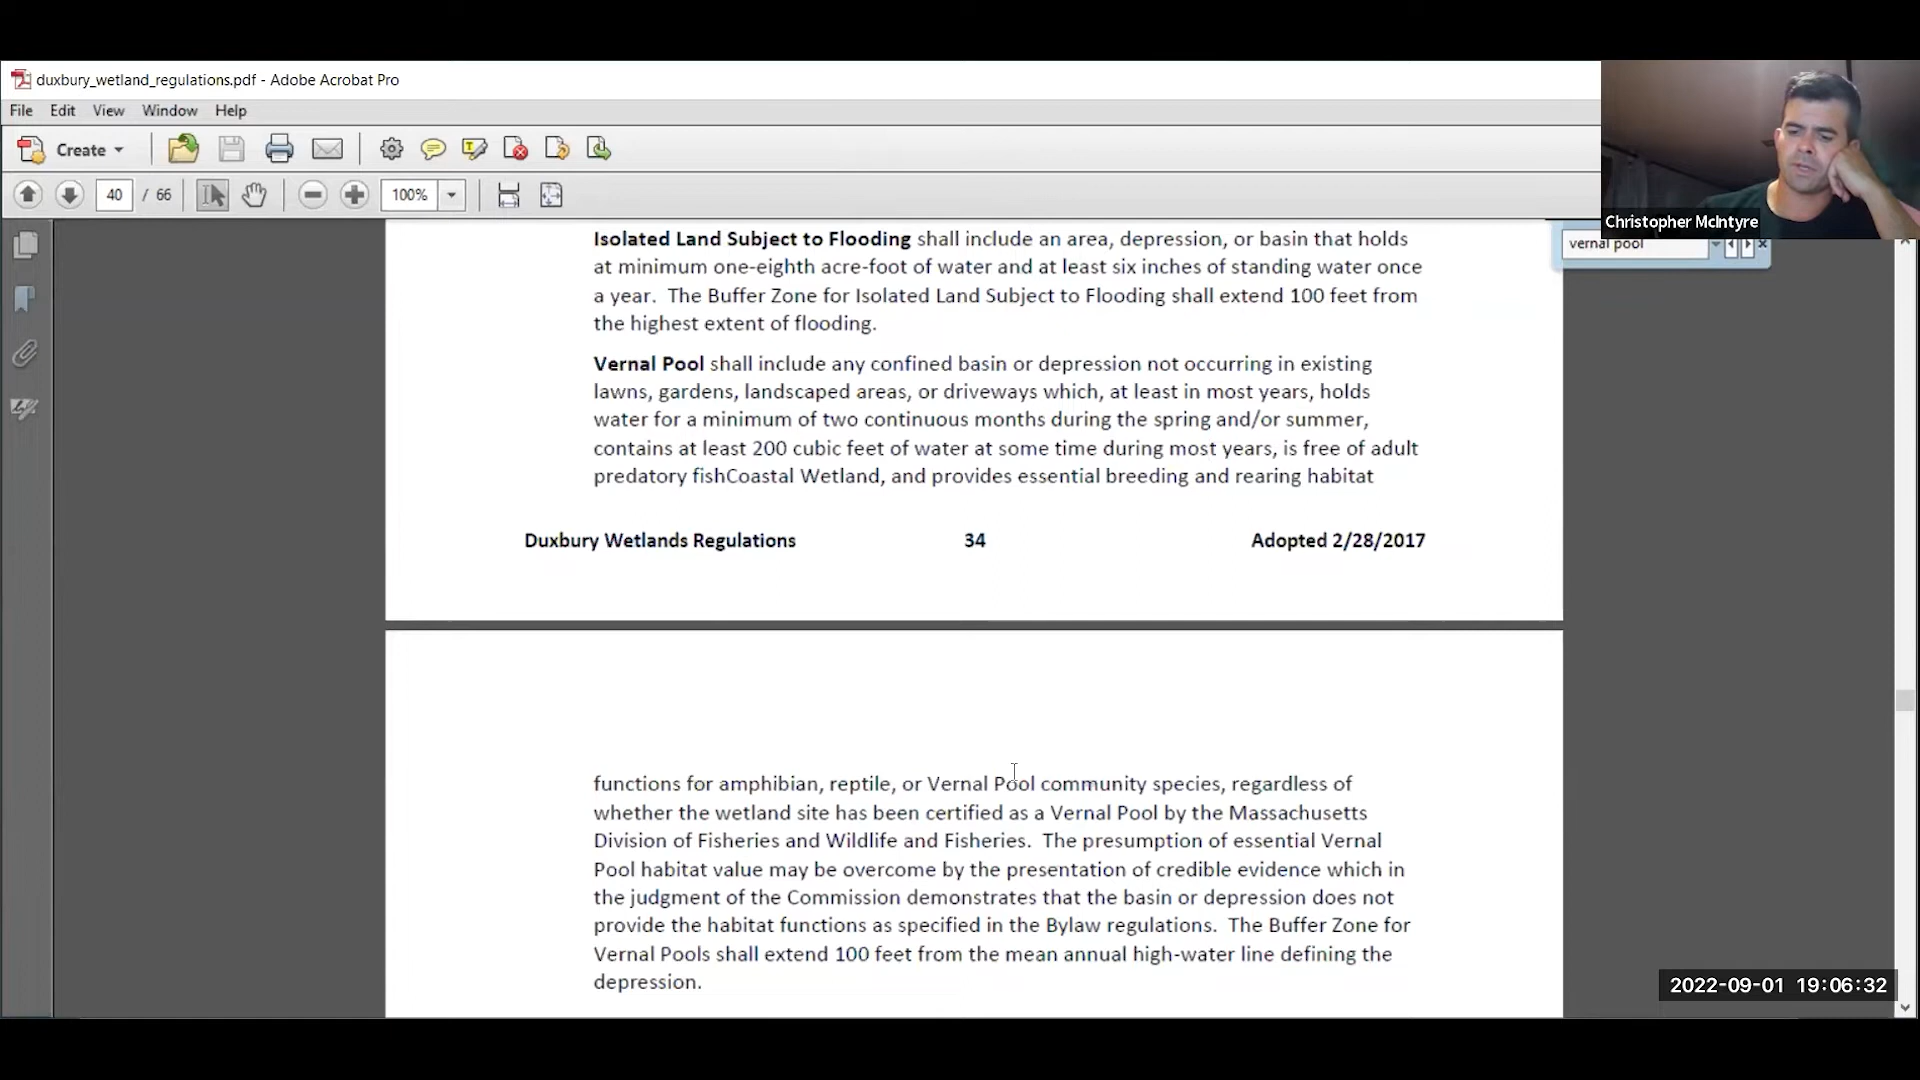 duxbury_wetland_regulations.pdf - Adobe Acrobat Pro
File Edit View Window Help
Create
40 / 66 100%
Christopher McIntyre
vernal pool
Isolated Land Subject to Flooding shall include an area, depression, or basin that holds
at minimum one-eighth acre-foot of water and at least six inches of standing water once
a year. The Buffer Zone for Isolated Land Subject to Flooding shall extend 100 feet from
the highest extent of flooding.
Vernal Pool shall include any confined basin or depression not occurring in existing
lawns, gardens, landscaped areas, or driveways which, at least in most years, holds
water for a minimum of two continuous months during the spring and/or summer,
contains at least 200 cubic feet of water at some time during most years, is free of adult
predatory fishCoastal Wetland, and provides essential breeding and rearing habitat
Duxbury Wetlands Regulations 34 Adopted 2/28/2017
functions for amphibian, reptile, or Vernal Pool community species, regardless of
whether the wetland site has been certified as a Vernal Pool by the Massachusetts
Division of Fisheries and Wildlife and Fisheries. The presumption of essential Vernal
Pool habitat value may be overcome by the presentation of credible evidence which in
the judgment of the Commission demonstrates that the basin or depression does not
provide the habitat functions as specified in the Bylaw regulations. The Buffer Zone for
Vernal Pools shall extend 100 feet from the mean annual high-water line defining the
depression.
2022-09-01 19:06:32